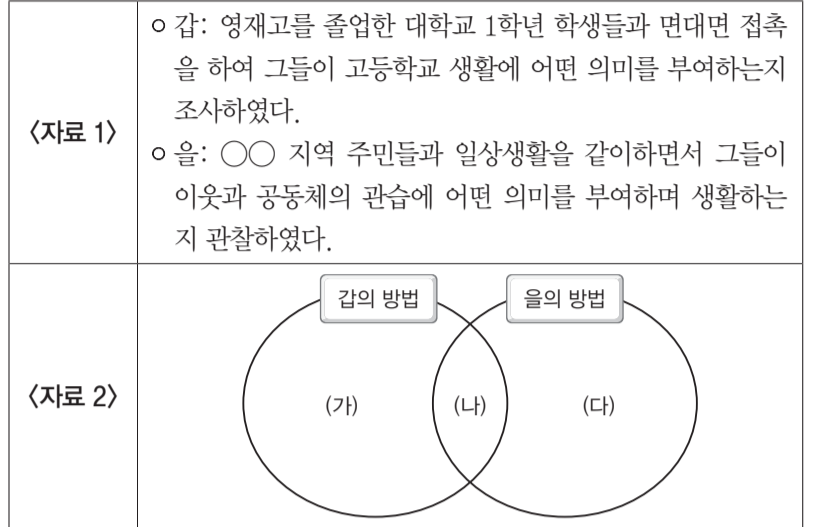 〈자료 1〉
○ 갑: 영재고를 졸업한 대학교 1학년 학생들과 면대면 접촉
을 하여 그들이 고등학교 생활에 어떤 의미를 부여하는지
조사하였다.
○ 을: ○○ 지역 주민들과 일상생활을 같이하면서 그들이
이웃과 공동체의 관습에 어떤 의미를 부여하며 생활하는
지 관찰하였다.
〈자료 2〉
갑의 방법 을의 방법
(가) (나) (다)